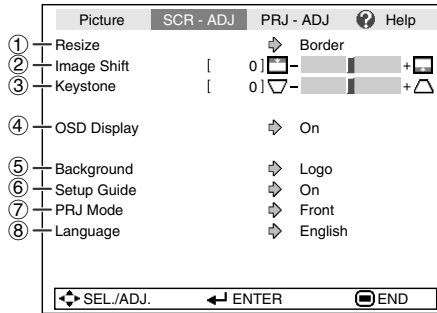 Picture SCR - ADJ PRJ - ADJ ? Help
① Resize Border
② Image Shift [ 0 ] − +
③ Keystone [ 0 ] − +
④ OSD Display On
⑤ Background Logo
⑥ Setup Guide On
⑦ PRJ Mode Front
⑧ Language English
SEL./ADJ. ENTER END